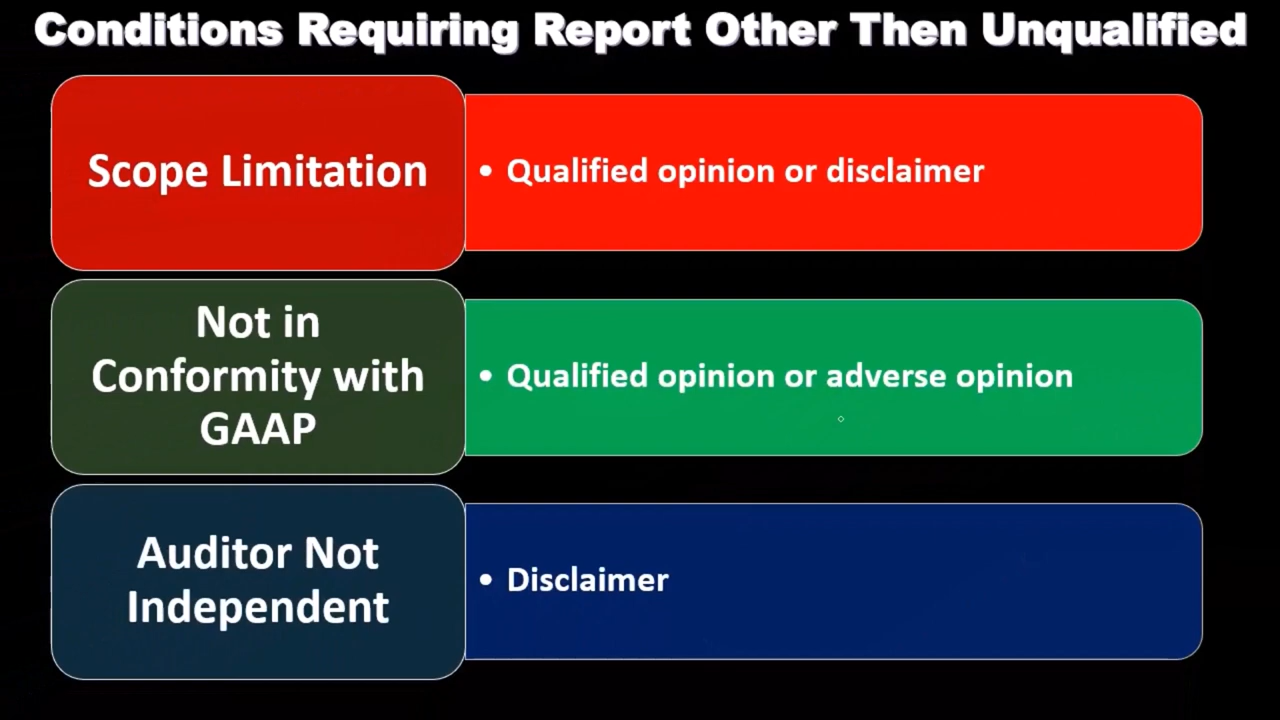 Conditions Requiring Report Other Then Unqualified
Scope Limitation
• Qualified opinion or disclaimer
Not in
Conformity with
GAAP
• Qualified opinion or adverse opinion
Auditor Not
Independent
• Disclaimer